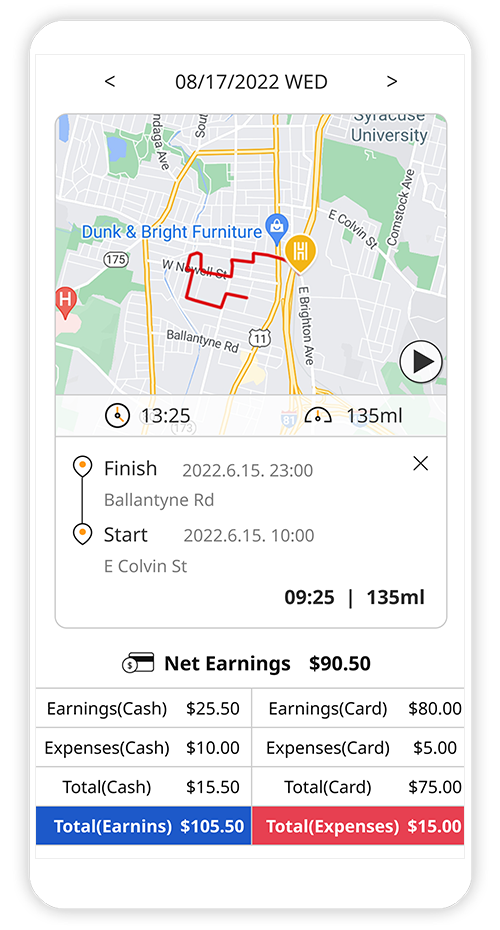 < 08/17/2022 WED >
Syracuse
University
ndaga Ave
Sout
Dunk & Bright Furniture
E Colvin St
Comstock Ave
175
W Newell St
H
Ballantyne Rd
11
E Brighton Ave
81
173
13:25 135ml
Finish 2022.6.15. 23:00
Ballantyne Rd
Start 2022.6.15. 10:00
E Colvin St
09:25 | 135ml
$ Net Earnings $90.50
Earnings(Cash) $25.50 Earnings(Card) $80.00
Expenses(Cash) $10.00 Expenses(Card) $5.00
Total(Cash) $15.50 Total(Card) $75.00
Total(Earnins) $105.50 Total(Expenses) $15.00